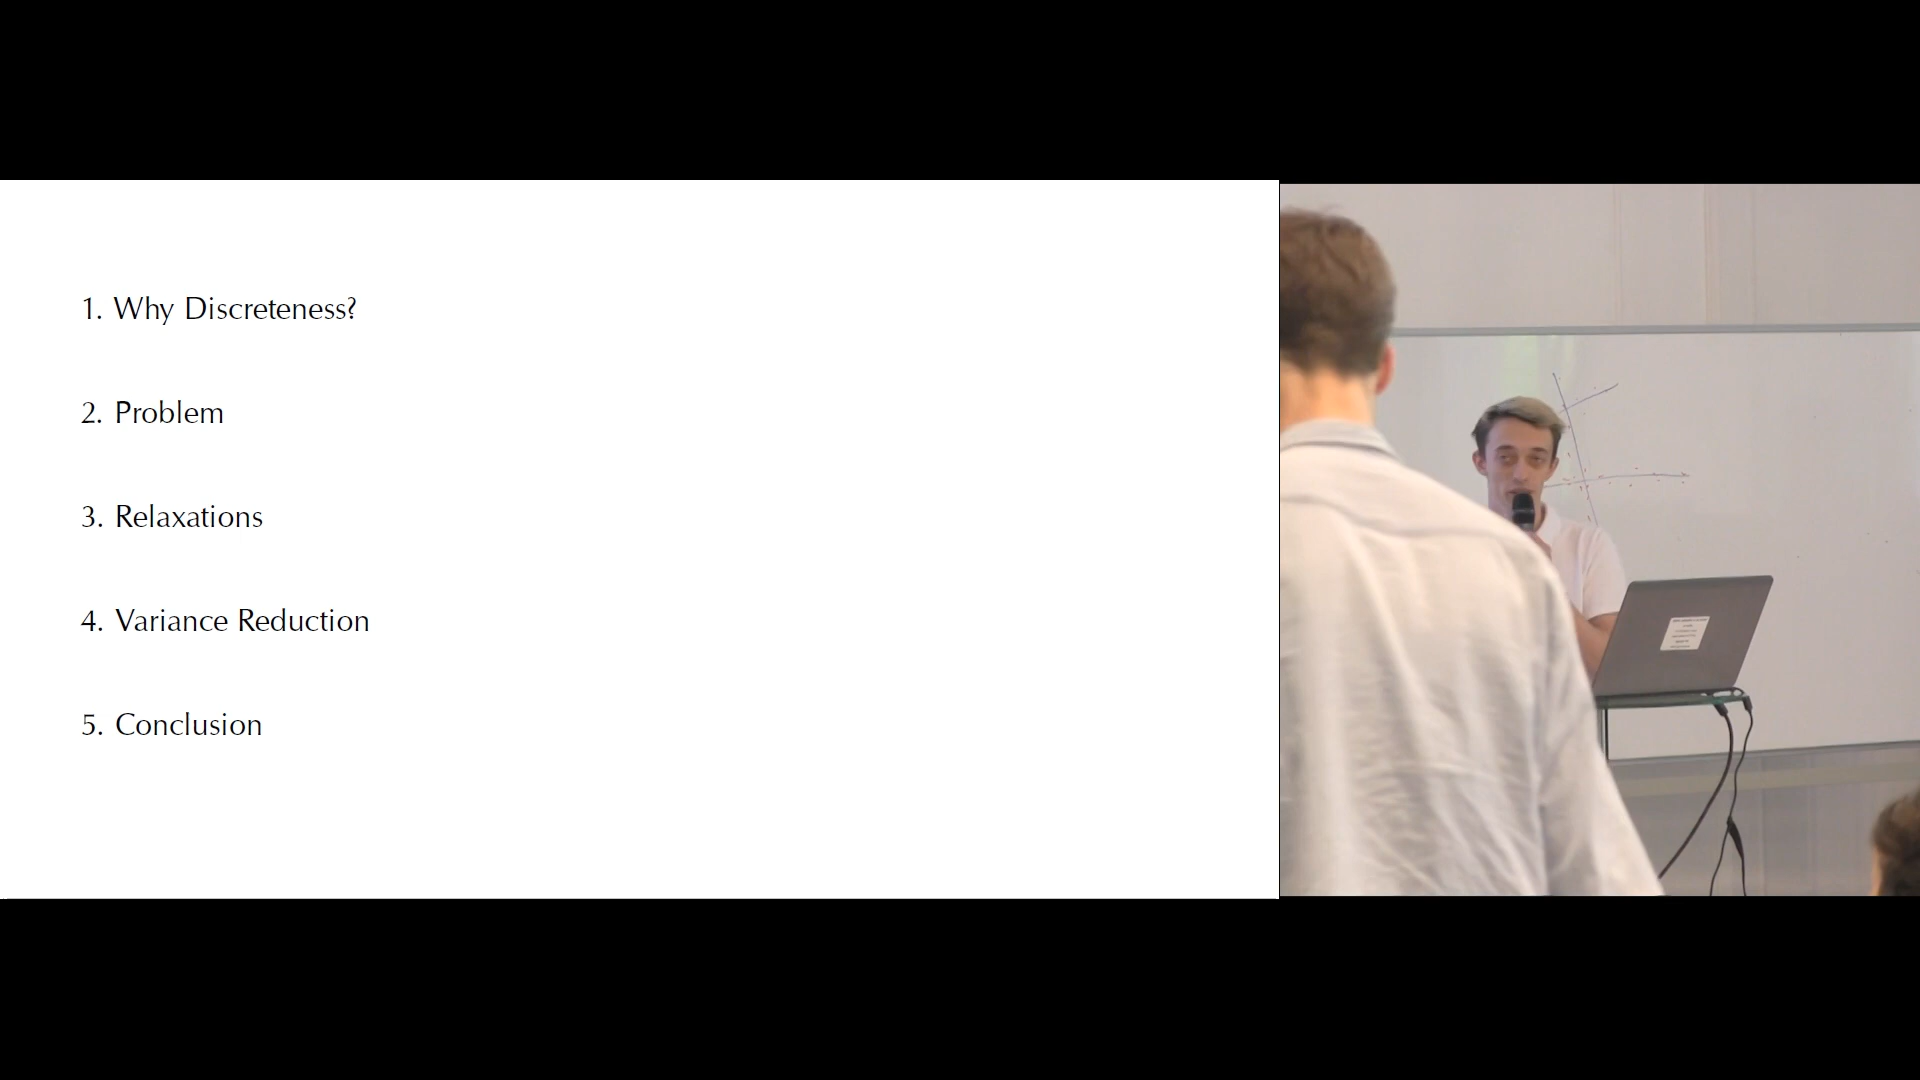 1. Why Discreteness?
2. Problem
3. Relaxations
4. Variance Reduction
5. Conclusion